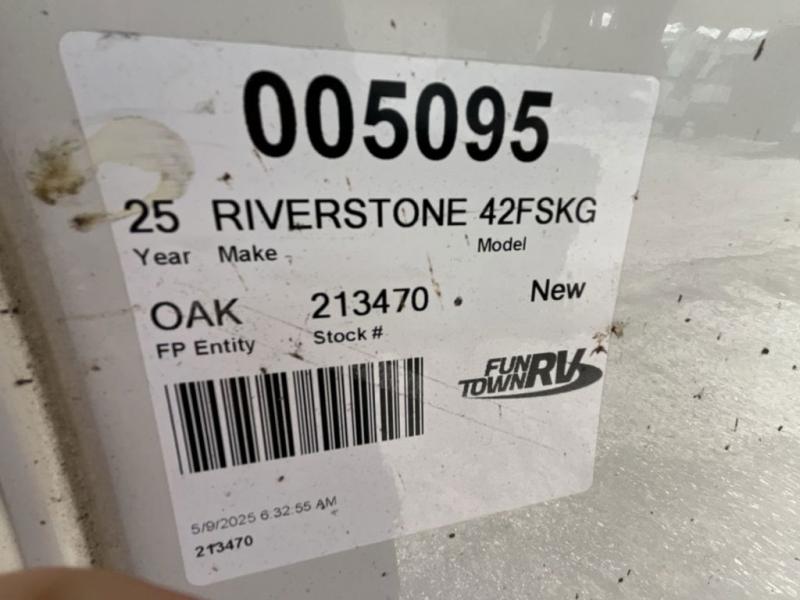 005095
25 RIVERSTONE 42FSKG
Year Make Model
OAK 213470 New
FP Entity Stock #
FUN TOWN RV
5/9/2025 6:32:55 AM
213470